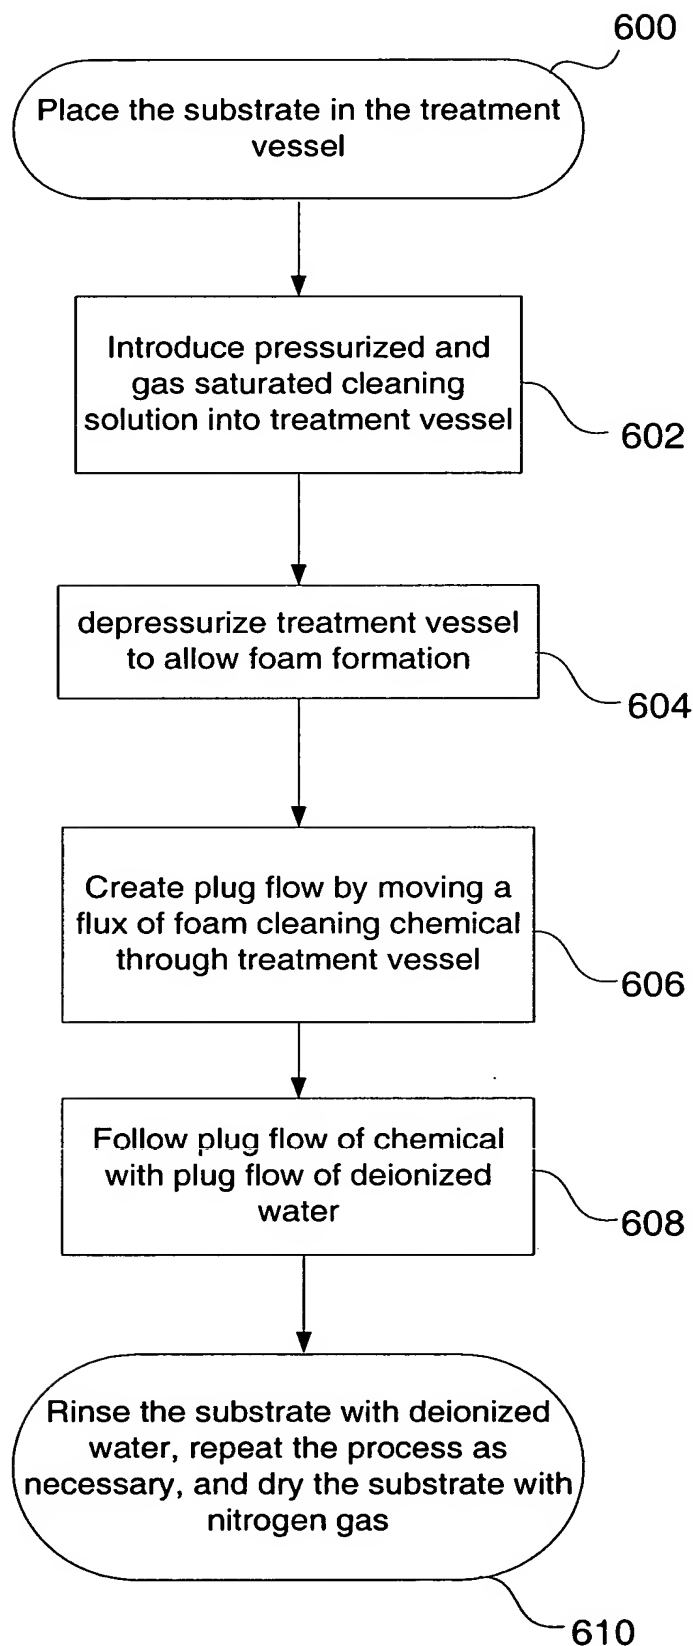 600
Place the substrate in the treatment
vessel
Introduce pressurized and
gas saturated cleaning
solution into treatment vessel
602
depressurize treatment vessel
to allow foam formation
604
Create plug flow by moving a
flux of foam cleaning chemical
through treatment vessel
606
Follow plug flow of chemical
with plug flow of deionized
water
608
Rinse the substrate with deionized
water, repeat the process as
necessary, and dry the substrate with
nitrogen gas
610